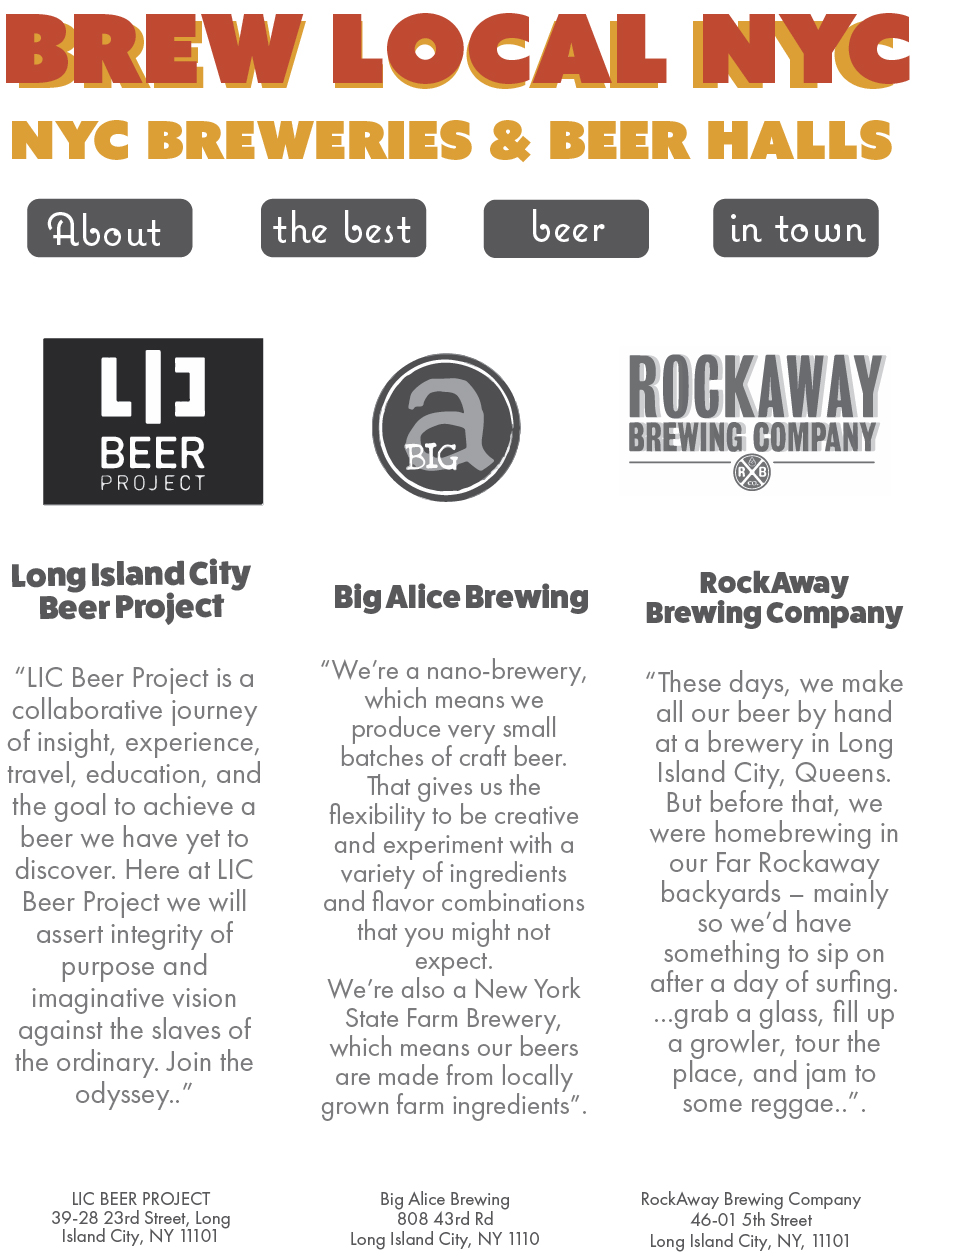 BREW LOCAL NYC
NYC BREWERIES & BEER HALLS
About
the best
beer
in town
LIC
BEER
PROJECT
a
BIG
ROCKAWAY
BREWING COMPANY
R B
CO.
Long Island City
Beer Project
“LIC Beer Project is a
collaborative journey
of insight, experience,
travel, education, and
the goal to achieve a
beer we have yet to
discover. Here at LIC
Beer Project we will
assert integrity of
purpose and
imaginative vision
against the slaves of
the ordinary. Join the
odyssey..”
LIC BEER PROJECT
39-28 23rd Street, Long
Island City, NY 11101
Big Alice Brewing
“We’re a nano-brewery,
which means we
produce very small
batches of craft beer.
That gives us the
flexibility to be creative
and experiment with a
variety of ingredients
and flavor combinations
that you might not
expect.
We’re also a New York
State Farm Brewery,
which means our beers
are made from locally
grown farm ingredients”.
Big Alice Brewing
808 43rd Rd
Long Island City, NY 1110
RockAway
Brewing Company
“These days, we make
all our beer by hand
at a brewery in Long
Island City, Queens.
But before that, we
were homebrewing in
our Far Rockaway
backyards – mainly
so we’d have
something to sip on
after a day of surfing.
...grab a glass, fill up
a growler, tour the
place, and jam to
some reggae..”.
RockAway Brewing Company
46-01 5th Street
Long Island City, NY, 11101